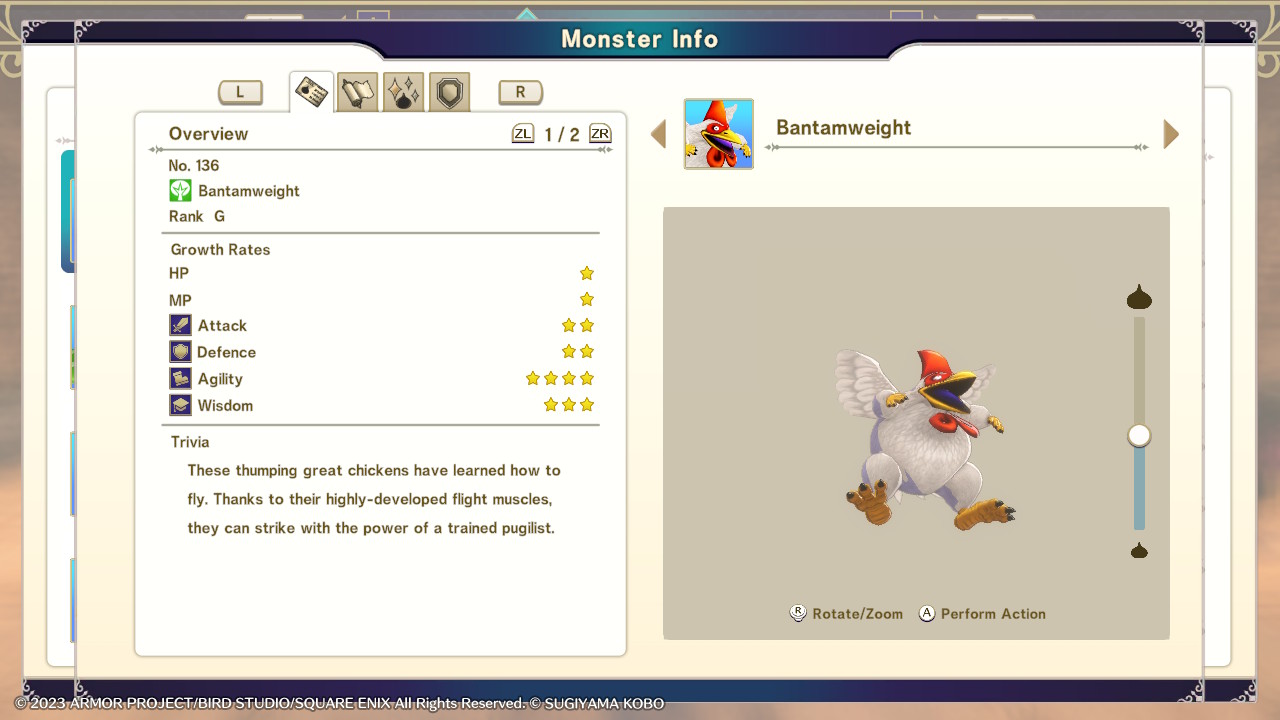 Monster Info
L
R
Overview
ZL 1 / 2 ZR
No. 136
Bantamweight
Rank G
Growth Rates
HP
MP
Attack
Defence
Agility
Wisdom
Trivia
These thumping great chickens have learned how to
fly. Thanks to their highly-developed flight muscles,
they can strike with the power of a trained pugilist.
Bantamweight
R Rotate/Zoom A Perform Action
© 2023 ARMOR PROJECT/BIRD STUDIO/SQUARE ENIX All Rights Reserved. © SUGIYAMA KOBO